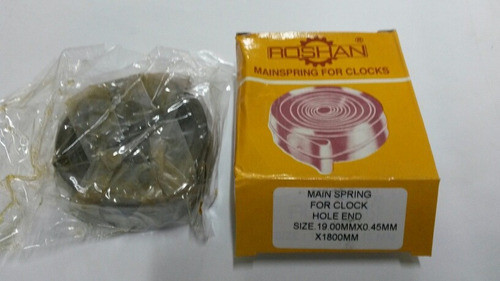 ROSHAN
MAINSPRING FOR CLOCKS
MAIN SPRING
FOR CLOCK
HOLE END
SIZE.19.00MMX0.45MM
X1800MM